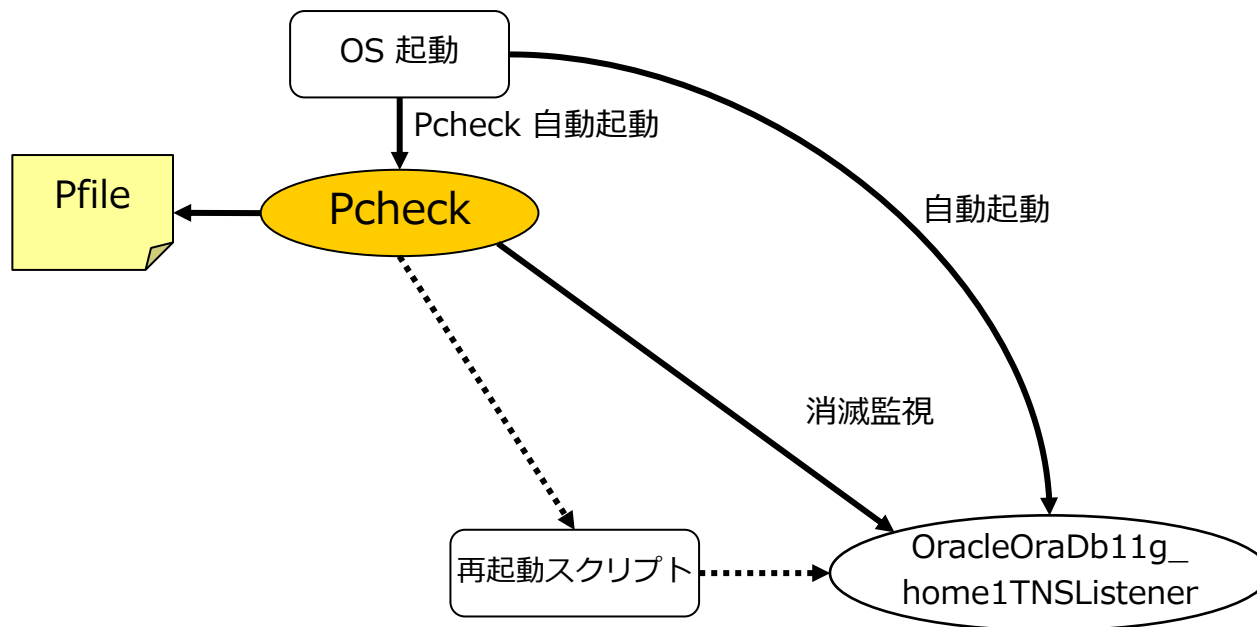 OS 起動
Pcheck 自動起動
Pfile
Pcheck
自動起動
消滅監視
再起動スクリプト
OracleOraDb11g_
home1TNSListener